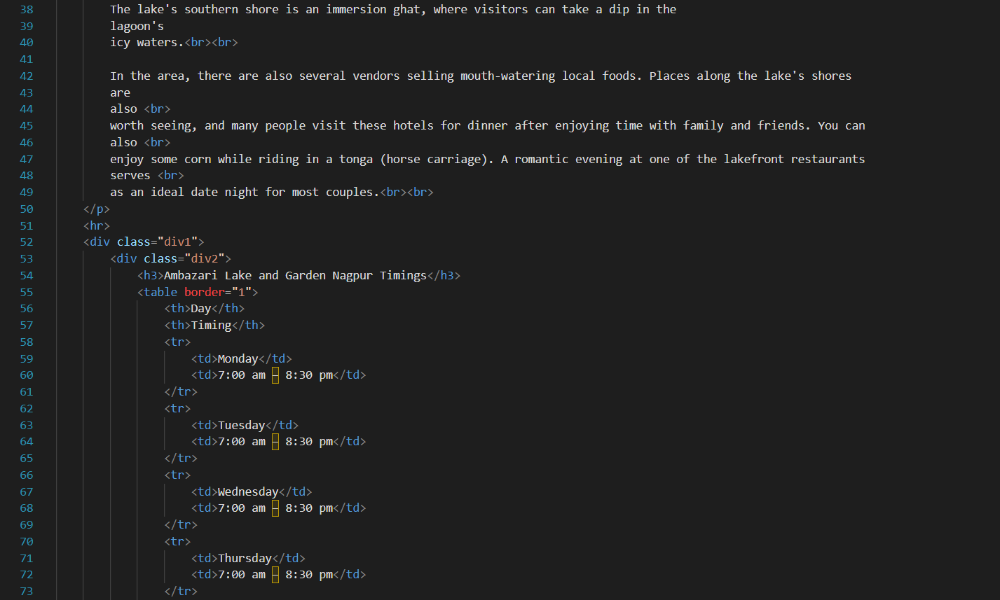 38 The lake's southern shore is an immersion ghat, where visitors can take a dip in the
39 lagoon's
40 icy waters.<br><br>
41
42 In the area, there are also several vendors selling mouth-watering local foods. Places along the lake's shores
43 are
44 also <br>
45 worth seeing, and many people visit these hotels for dinner after enjoying time with family and friends. You can
46 also <br>
47 enjoy some corn while riding in a tonga (horse carriage). A romantic evening at one of the lakefront restaurants
48 serves <br>
49 as an ideal date night for most couples.<br><br>
50 </p>
51 <hr>
52 <div class="div1">
53 <div class="div2">
54 <h3>Ambazari Lake and Garden Nagpur Timings</h3>
55 <table border="1">
56 <th>Day</th>
57 <th>Timing</th>
58 <tr>
59 <td>Monday</td>
60 <td>7:00 am – 8:30 pm</td>
61 </tr>
62 <tr>
63 <td>Tuesday</td>
64 <td>7:00 am – 8:30 pm</td>
65 </tr>
66 <tr>
67 <td>Wednesday</td>
68 <td>7:00 am – 8:30 pm</td>
69 </tr>
70 <tr>
71 <td>Thursday</td>
72 <td>7:00 am – 8:30 pm</td>
73 </tr>